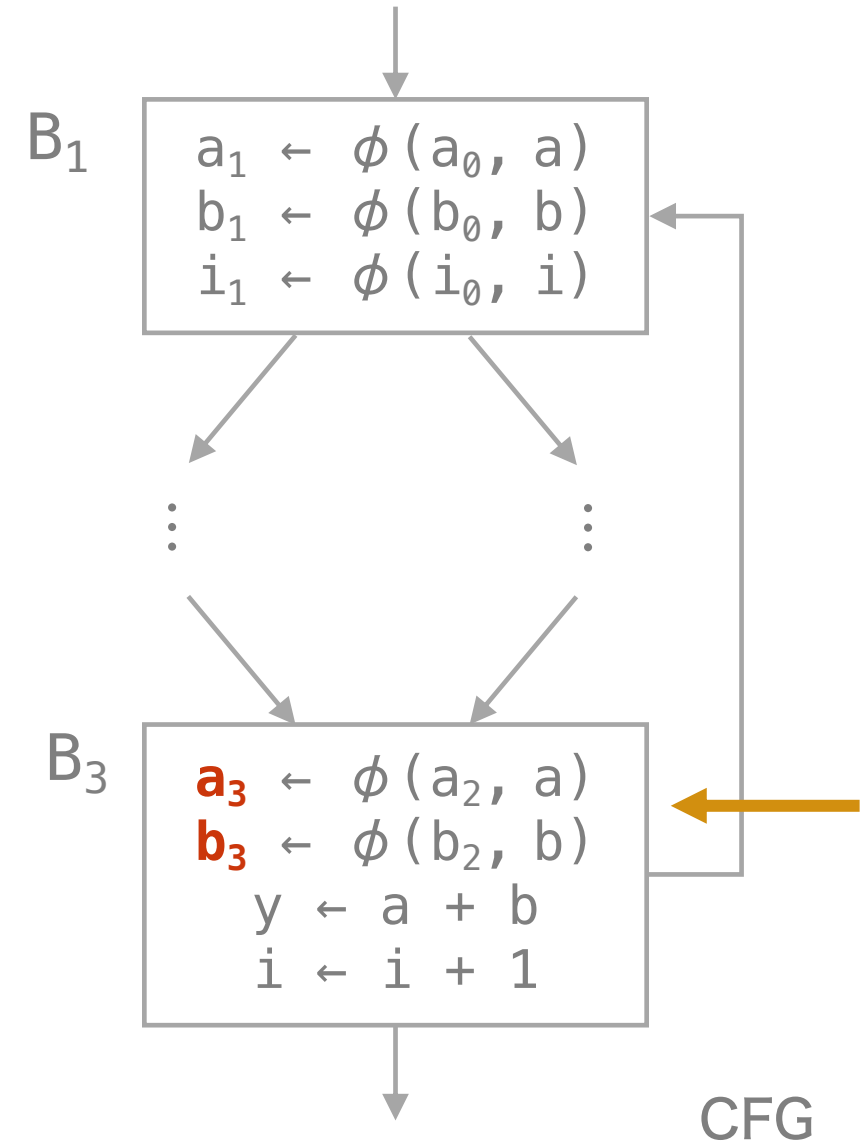 B₁
a₁ ← ϕ(a₀, a)
b₁ ← ϕ(b₀, b)
i₁ ← ϕ(i₀, i)
⋮ ⋮
B₃
a₃ ← ϕ(a₂, a)
b₃ ← ϕ(b₂, b)
y ← a + b
i ← i + 1
CFG